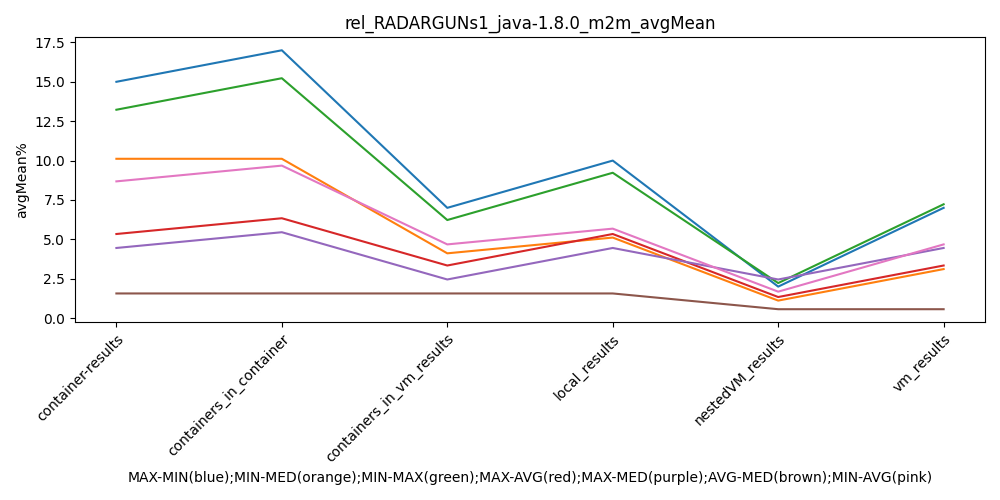 rel_RADARGUNs1_java-1.8.0_m2m_avgMean
17.5
15.0
12.5
10.0
7.5
5.0
2.5
0.0
avgMean%
container-results
containers_in_container
containers_in_vm_results
local_results
nestedVM_results
vm_results
MAX-MIN(blue);MIN-MED(orange);MIN-MAX(green);MAX-AVG(red);MAX-MED(purple);AVG-MED(brown);MIN-AVG(pink)